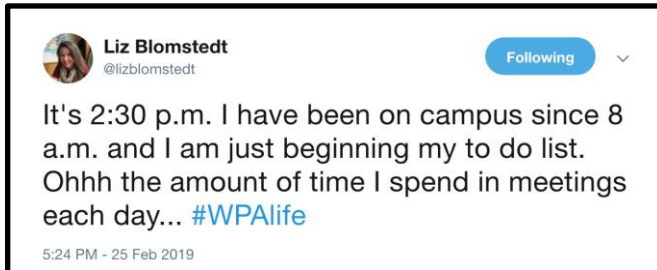 Liz Blomstedt
@lizblomstedt
Following
It's 2:30 p.m. I have been on campus since 8
a.m. and I am just beginning my to do list.
Ohhh the amount of time I spend in meetings
each day... #WPAlife
5:24 PM - 25 Feb 2019